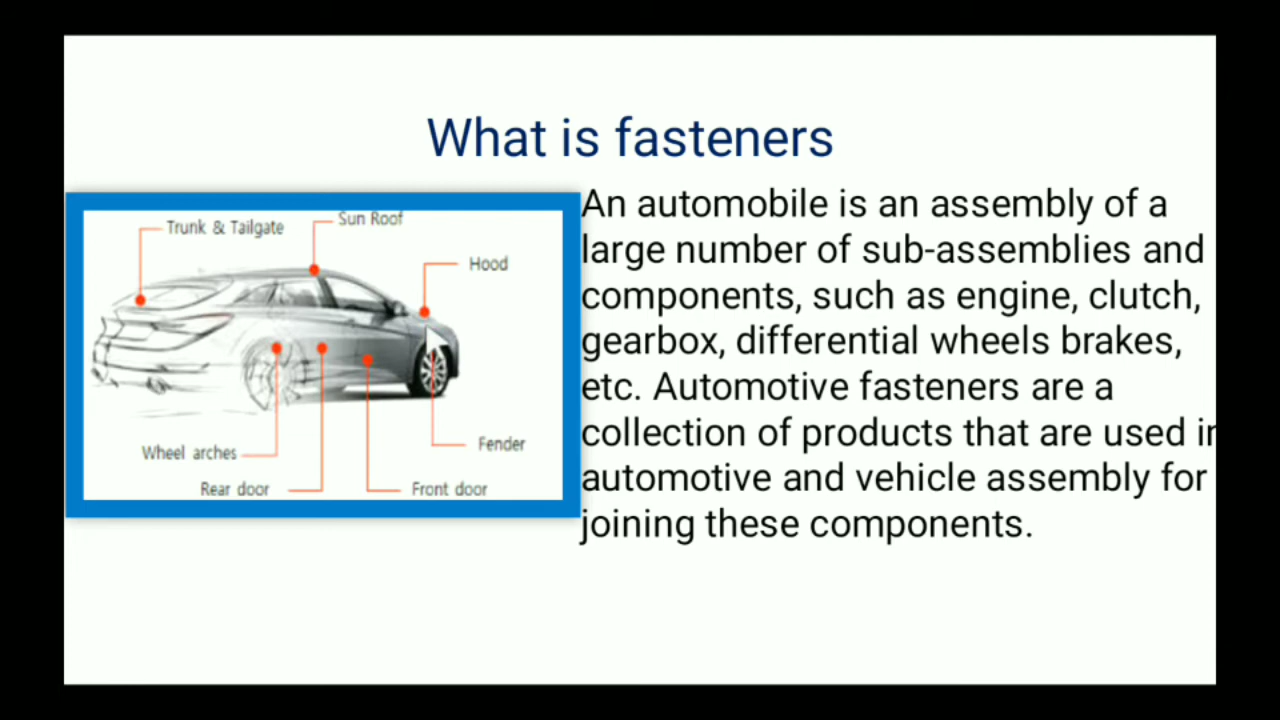 What is fasteners
Trunk & Tailgate
Sun Roof
Hood
Wheel arches
Fender
Rear door
Front door
An automobile is an assembly of a
large number of sub-assemblies and
components, such as engine, clutch,
gearbox, differential wheels brakes,
etc. Automotive fasteners are a
collection of products that are used in
automotive and vehicle assembly for
joining these components.